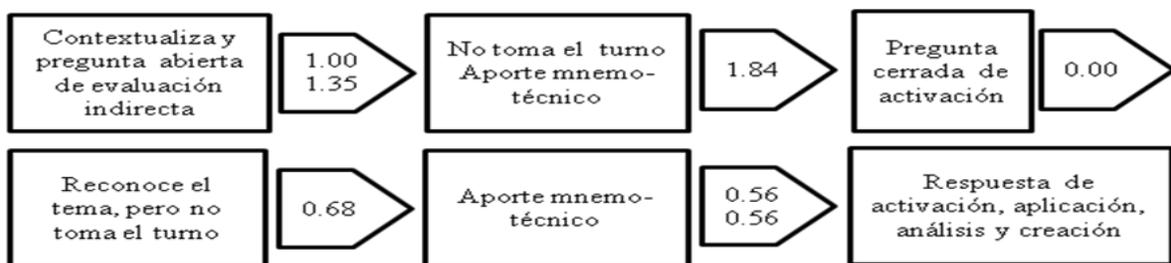 Contextualiza y
pregunta abierta
de evaluación
indirecta
1.00
1.35
No toma el turno
Aporte mnemo-
técnico
1.84
Pregunta
cerrada de
activación
0.00
Reconoce el
tema, pero no
toma el turno
0.68
Aporte mnemo-
técnico
0.56
0.56
Respuesta de
activación, aplicación,
análisis y creación